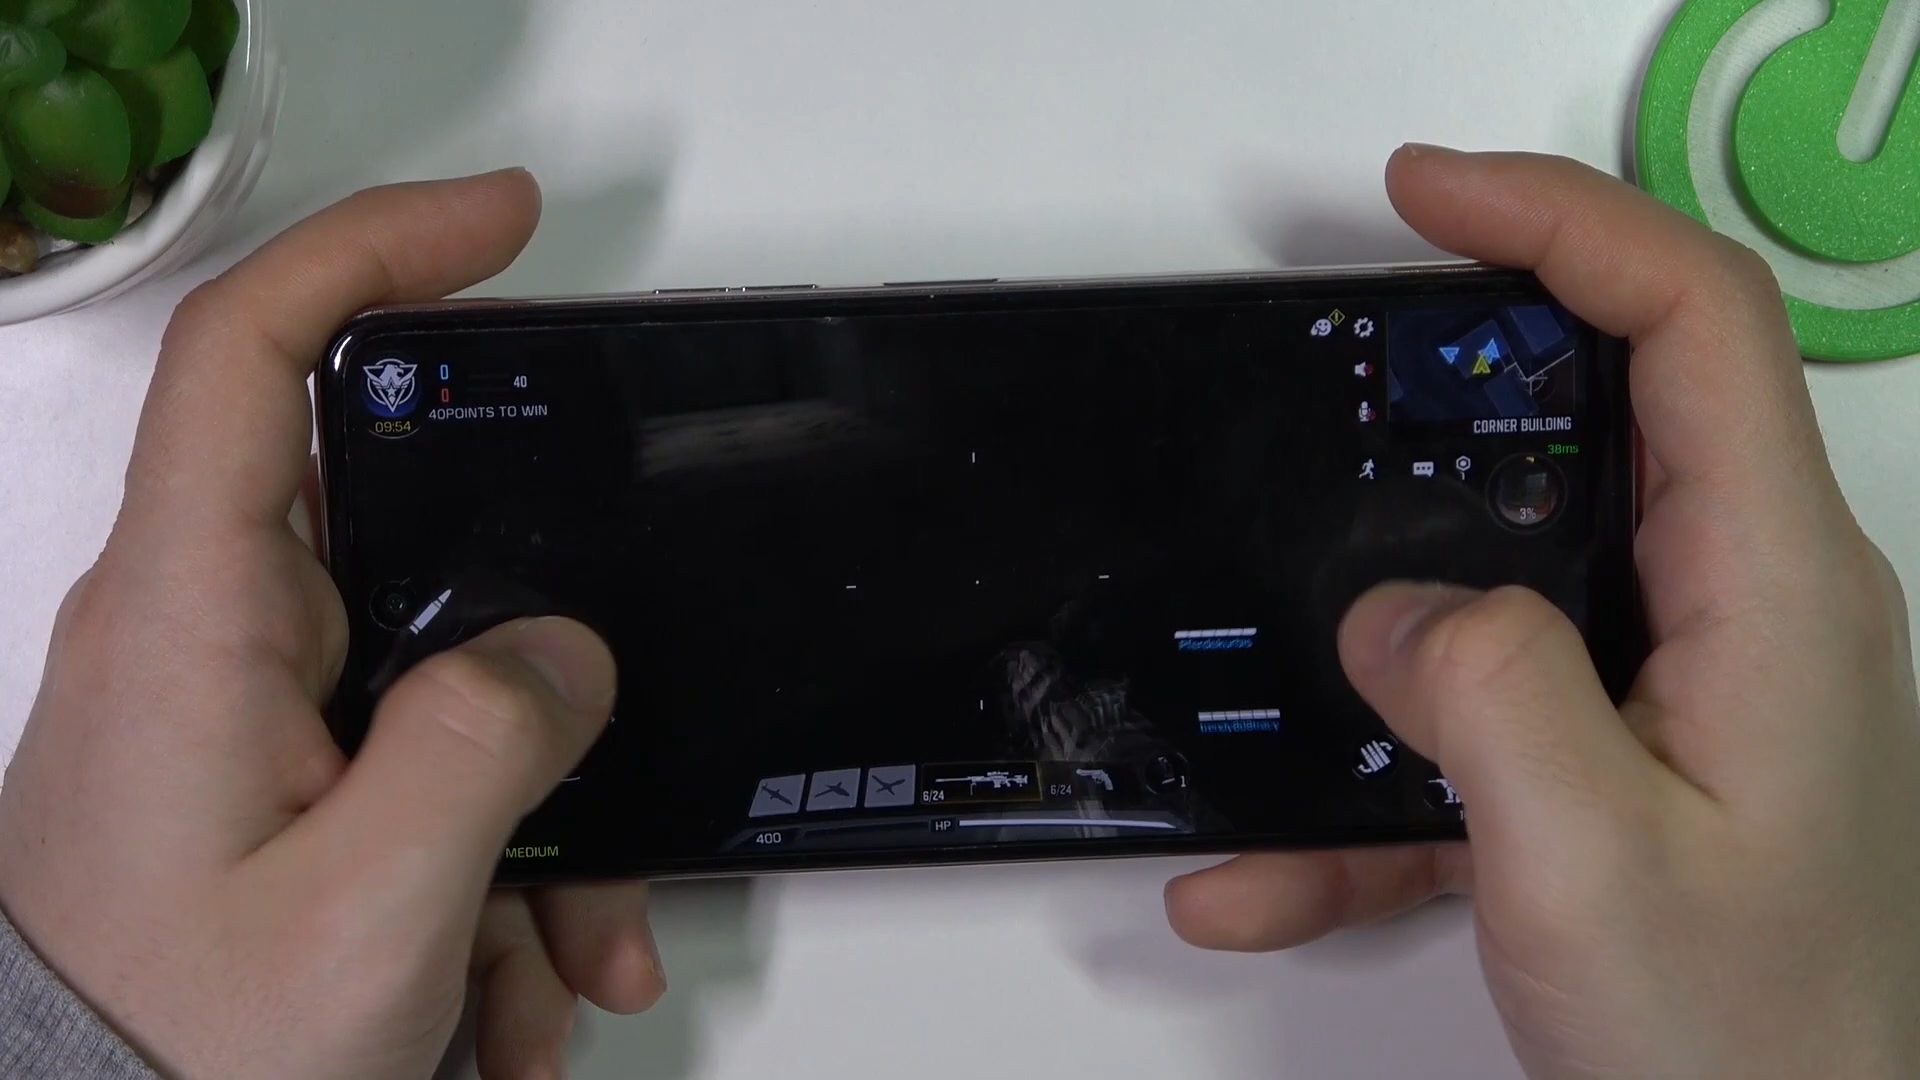 0
40
0
40POINTS TO WIN
09:54
CORNER BUILDING
38ms
3%
6/24
6/24
1
HP
400
MEDIUM